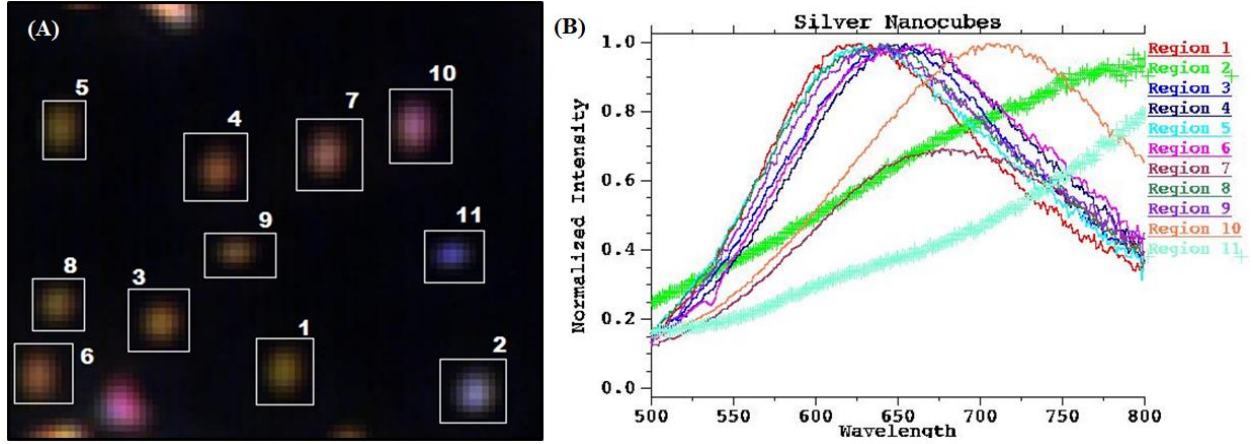 (A)
5
10
7
4
9
11
8
3
1
6
2
(B)
Silver Nanocubes
Normalized Intensity
1.0
0.8
0.6
0.4
0.2
0.0
500
550
600
650
700
750
800
Wavelength
Region 1
Region 2
Region 3
Region 4
Region 5
Region 6
Region 7
Region 8
Region 9
Region 10
Region 11